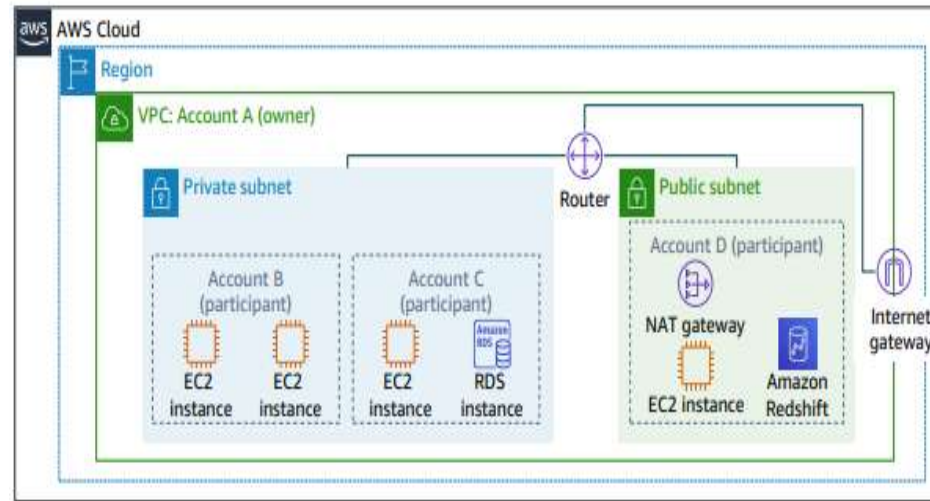 aws
AWS Cloud
Region
VPC: Account A (owner)
Private subnet
Router
Public subnet
Account B
(participant)
EC2
instance
EC2
instance
Account C
(participant)
EC2
instance
Amazon
RDS
RDS
instance
Account D (participant)
NAT gateway
EC2 instance
Amazon
Redshift
Internet
gateway